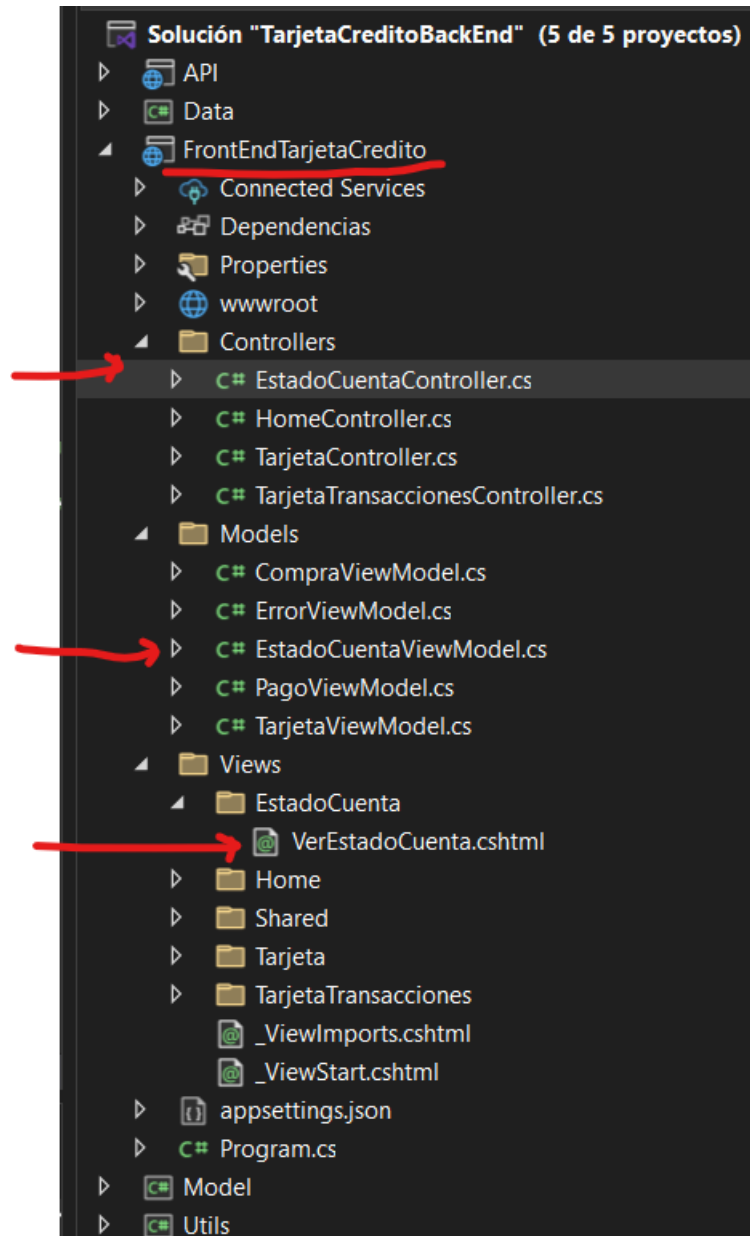 Solución "TarjetaCreditoBackEnd" (5 de 5 proyectos)
API
C# Data
FrontEndTarjetaCredito
Connected Services
Dependencias
Properties
wwwroot
Controllers
C# EstadoCuentaController.cs
C# HomeController.cs
C# TarjetaController.cs
C# TarjetaTransaccionesController.cs
Models
C# CompraViewModel.cs
C# ErrorViewModel.cs
C# EstadoCuentaViewModel.cs
C# PagoViewModel.cs
C# TarjetaViewModel.cs
Views
EstadoCuenta
@ VerEstadoCuenta.cshtml
Home
Shared
Tarjeta
TarjetaTransacciones
@ _ViewImports.cshtml
@ _ViewStart.cshtml
appsettings.json
C# Program.cs
C# Model
C# Utils